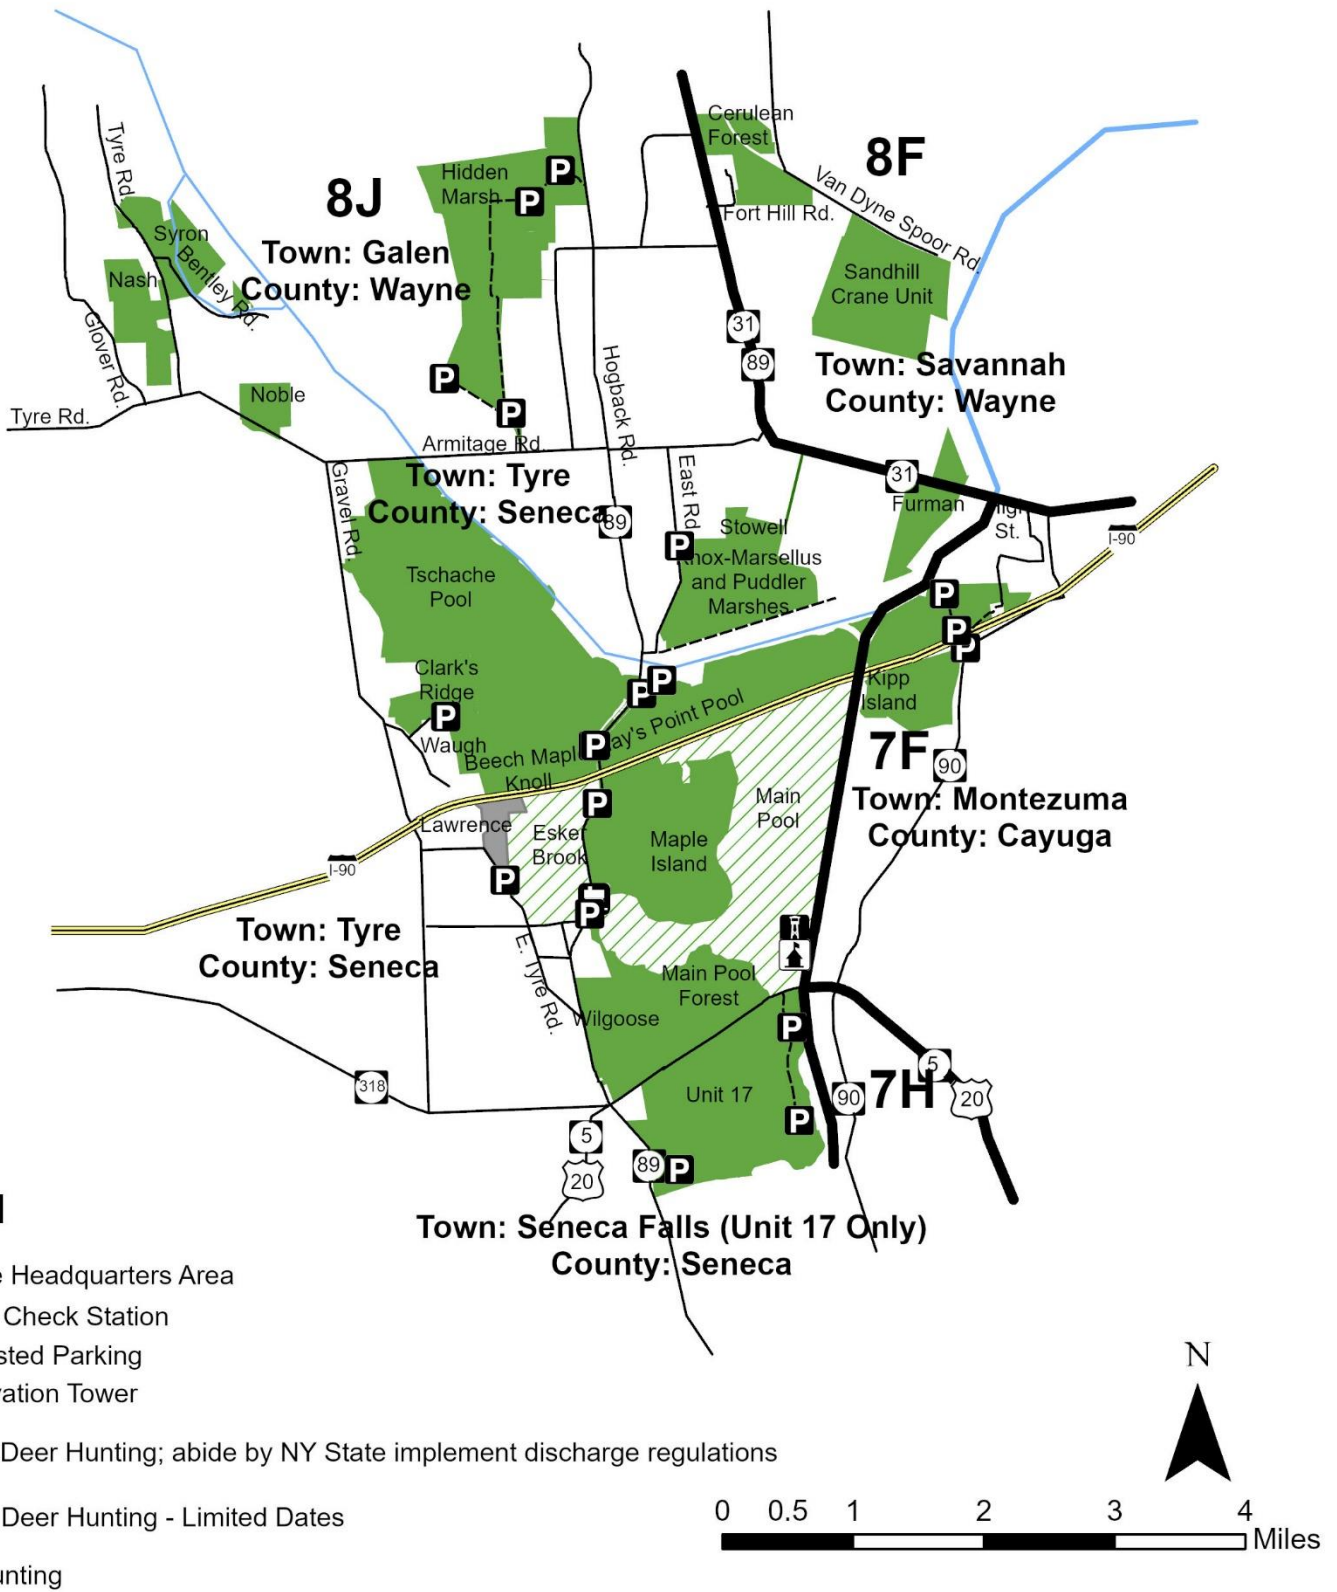 Cerulean
Forest
8F
Tyre Rd.
Hidden
Marsh
P
P
8J
Van Dyne Spoor Rd.
Fort Hill Rd.
Syron
Town: Galen
County: Wayne
Nash
Bentley Rd.
Sandhill
Crane Unit
31
89
Glover Rd.
Hogback Rd.
Town: Savannah
County: Wayne
P
Noble
P
Tyre Rd.
Armitage Rd.
Gravel Rd.
Town: Tyre
County: Seneca
89
East Rd.
31
Furman
St.
I-90
Stowell
P
Knox-Marsellus
and Puddler
Marshes
Tschache
Pool
P
P
P
Clark's
Ridge
P
P
P
Kipp
Island
Waugh
Beech Maple
Knoll
P
Ray's Point Pool
7F
90
Town: Montezuma
County: Cayuga
Main
Pool
P
Lawrence
Esker
Brook
Maple
Island
I-90
P
P
Town: Tyre
County: Seneca
E. Tyre Rd.
Main Pool
Forest
Wilgoose
P
318
Unit 17
90
7H
5
20
P
5
20
89
P
Town: Seneca Falls (Unit 17 Only)
County: Seneca
Headquarters Area
Check Station
Parking
Tower
Deer Hunting; abide by NY State implement discharge regulations
Deer Hunting - Limited Dates
N
0 0.5 1 2 3 4
Miles